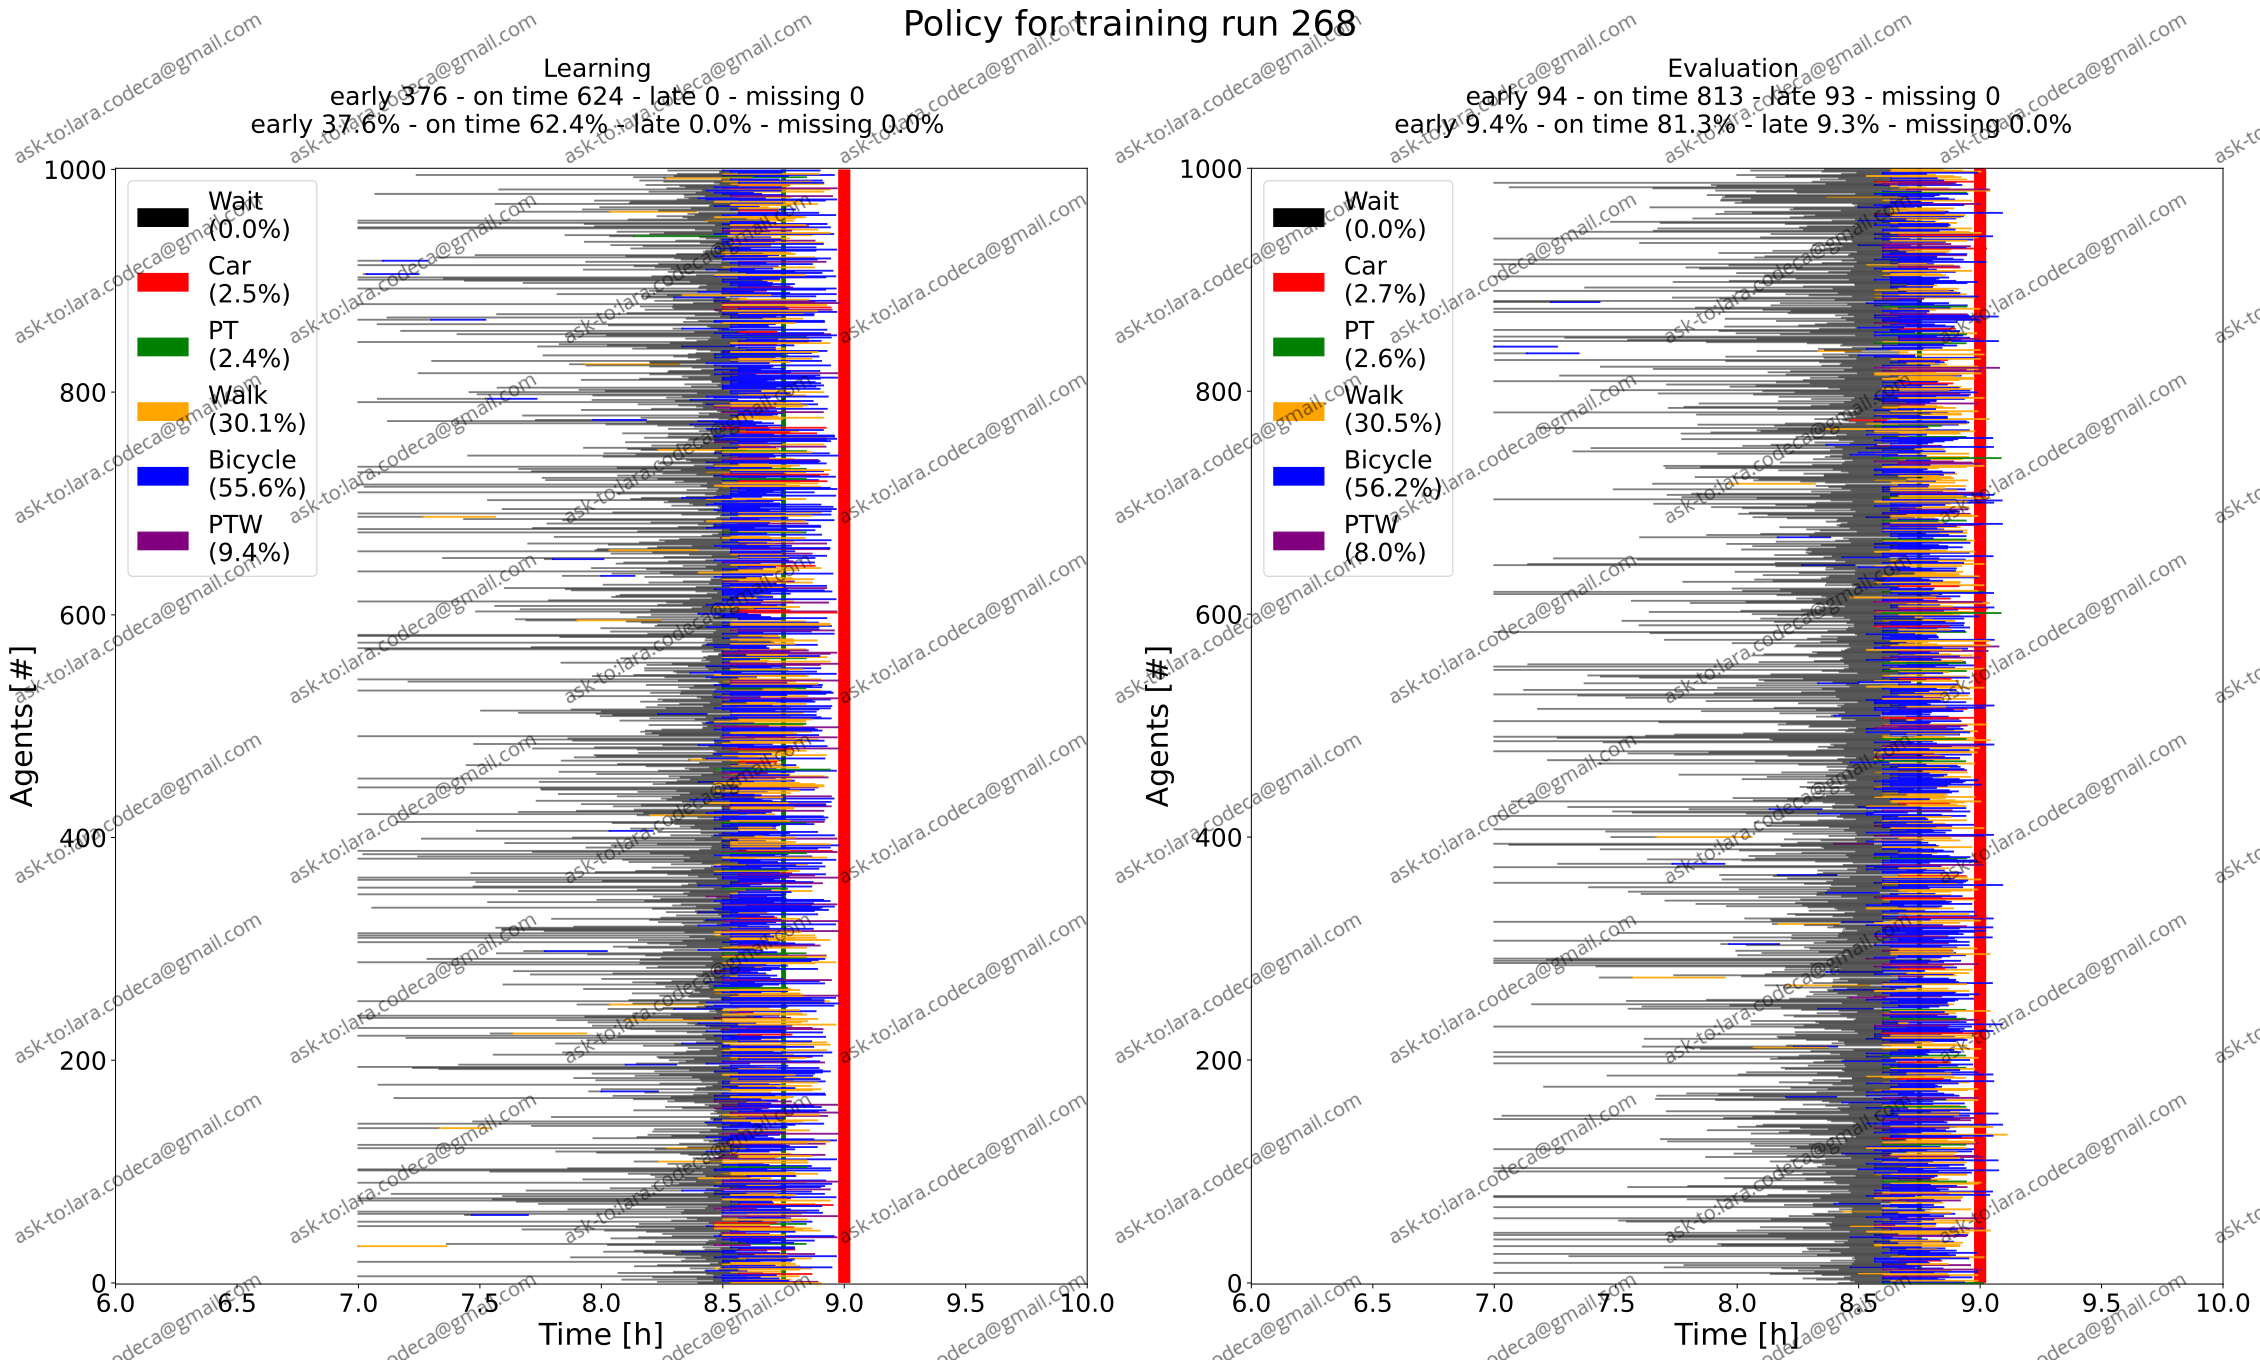 Policy for training run 268
Learning
early 376 - on time 624 - late 0 - missing 0
early 37.6% - on time 62.4% - late 0.0% - missing 0.0%
Evaluation
early 94 - on time 813 - late 93 - missing 0
early 9.4% - on time 81.3% - late 9.3% - missing 0.0%
Agents [#]
1000
800
600
400
200
0
Wait
(0.0%)
Car
(2.5%)
PT
(2.4%)
Walk
(30.1%)
Bicycle
(55.6%)
PTW
(9.4%)
6.0 6.5 7.0 7.5 8.0 8.5 9.0 9.5 10.0
Time [h]
Agents [#]
1000
800
600
400
200
0
Wait
(0.0%)
Car
(2.7%)
PT
(2.6%)
Walk
(30.5%)
Bicycle
(56.2%)
PTW
(8.0%)
6.0 6.5 7.0 7.5 8.0 8.5 9.0 9.5 10.0
Time [h]
ask-to:lara.codeca@gmail.com